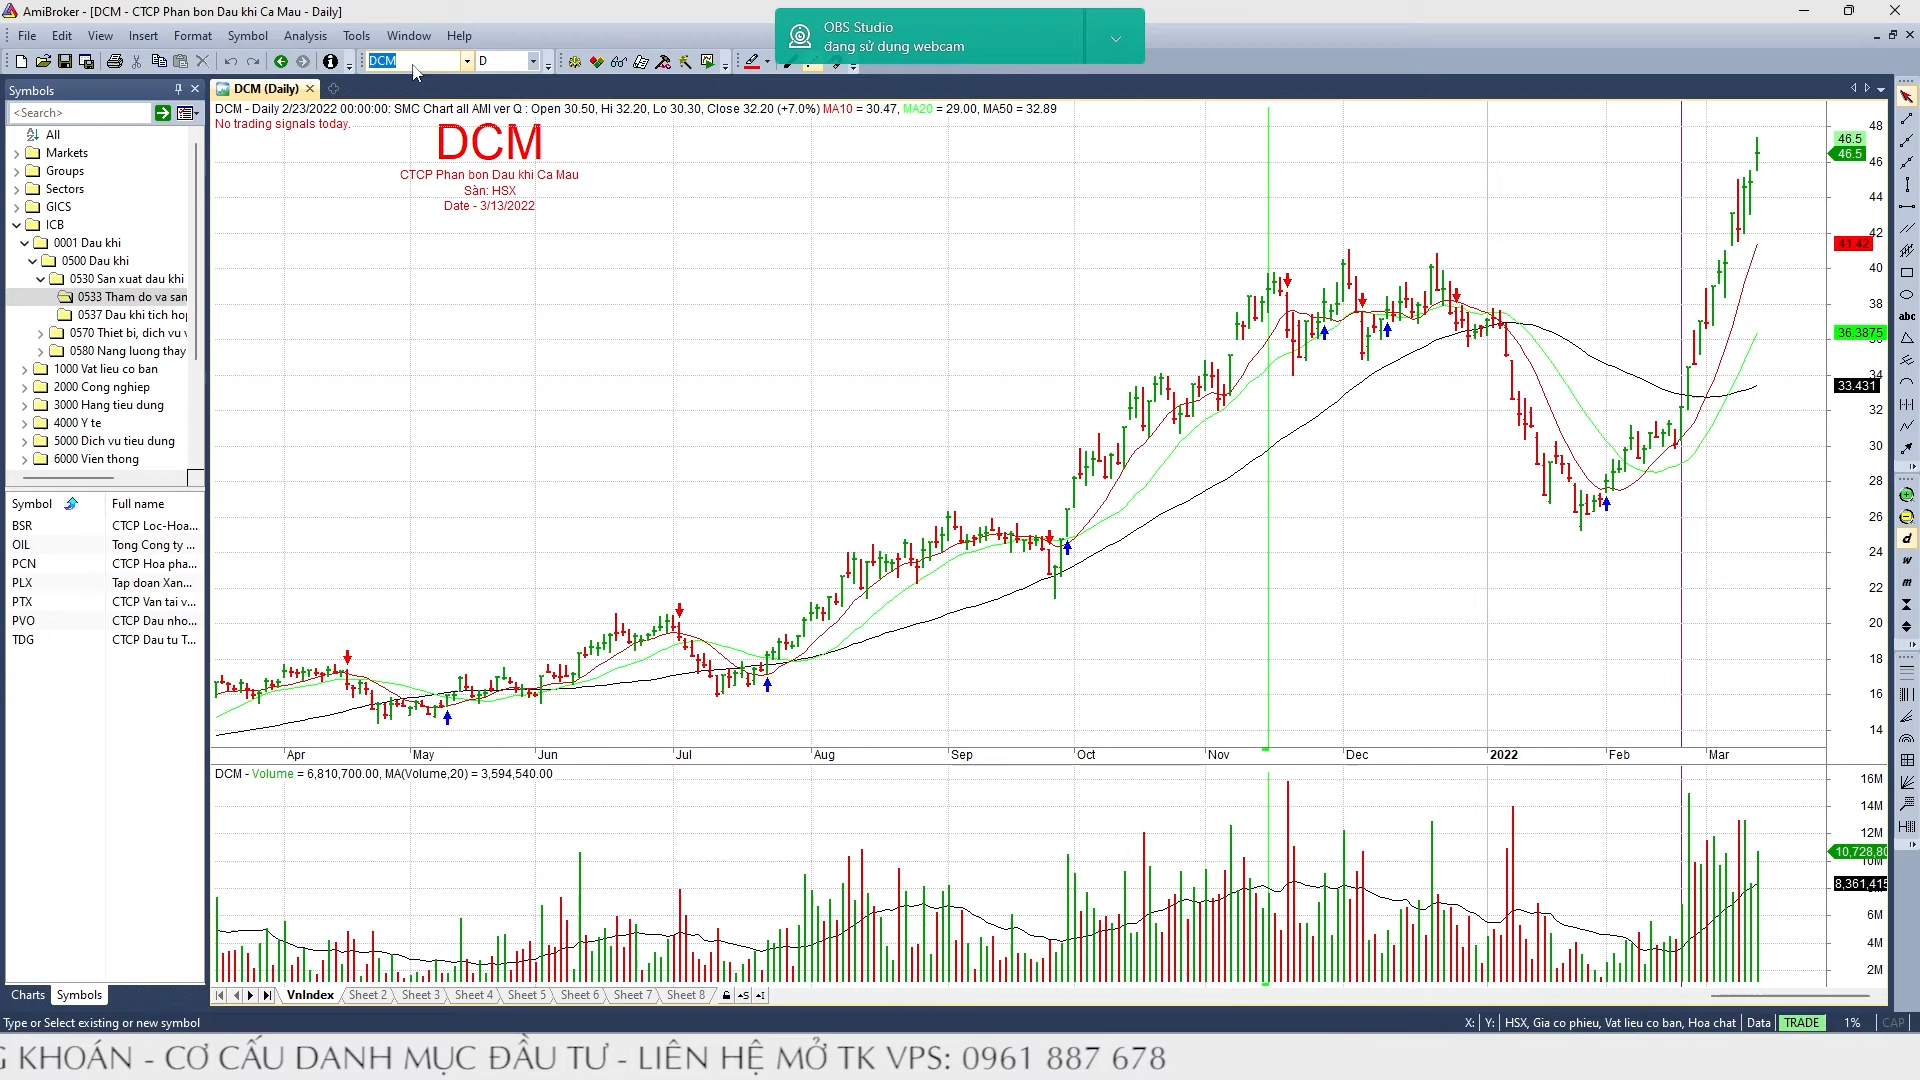 AmiBroker - [DCM - CTCP Phan bon Dau khi Ca Mau - Daily]
OBS Studio
đang sử dụng webcam
File Edit View Insert Format Symbol Analysis Tools Window Help
DCM D
Symbols
DCM (Daily)
<Search>
All
Markets
Groups
Sectors
GICS
ICB
0001 Dau khi
0500 Dau khi
0530 San xuat dau khi
0533 Tham do va san
0537 Dau khi tich hop
0570 Thiet bi, dich vu v
0580 Nang luong thay
1000 Vat lieu co ban
2000 Cong nghiep
3000 Hang tieu dung
4000 Y te
5000 Dich vu tieu dung
6000 Vien thong
Symbol Full name
BSR CTCP Loc-Hoa...
OIL Tong Cong ty ...
PCN CTCP Hoa pha...
PLX Tap doan Xan...
PTX CTCP Van tai v...
PVO CTCP Dau nho...
TDG CTCP Dau tu T...
Charts Symbols
DCM - Daily 2/23/2022 00:00:00: SMC Chart all AMI ver Q : Open 30.50, Hi 32.20, Lo 30.30, Close 32.20 (+7.0%) MA10 = 30.47, MA20 = 29.00, MA50 = 32.89
No trading signals today.
DCM
CTCP Phan bon Dau khi Ca Mau
Sàn: HSX
Date - 3/13/2022
48
46.5
46.5
46
44
42
41.42
40
38
36.3875
34
33.431
32
30
28
26
24
22
20
18
16
14
Apr May Jun Jul Aug Sep Oct Nov Dec 2022 Feb Mar
DCM - Volume = 6,810,700.00, MA(Volume,20) = 3,594,540.00
16M
14M
12M
10,728,80
10M
8,361,415
6M
4M
2M
VnIndex Sheet 2 Sheet 3 Sheet 4 Sheet 5 Sheet 6 Sheet 7 Sheet 8
abc
d
w
m
Type or Select existing or new symbol
X: Y: HSX, Gia co phieu, Vat lieu co ban, Hoa chat Data TRADE 1% CAP
G KHOÁN - CƠ CẤU DANH MỤC ĐẦU TƯ - LIÊN HỆ MỞ TK VPS: 0961 887 678